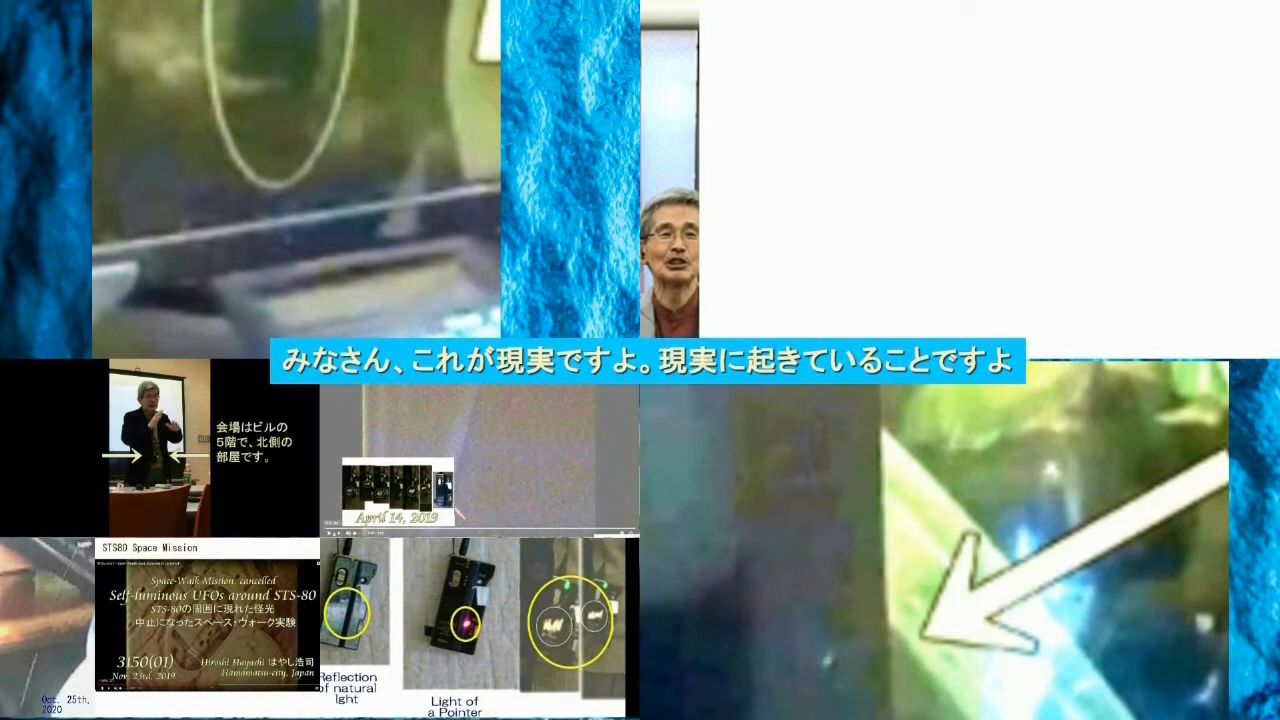 みなさん、これが現実ですよ。現実に起きていることですよ
会場はビルの
5階で、北側の
部屋です。
April 14, 2019
STS80 Space Mission
Space-Walk Mission cancelled
Self-luminous UFOs around STS-80
STS-80の周囲に現れた怪光
中止になったスペース・ウォーク実験
3150(01)
Hiroshi Hayashi はやし浩司
Nov. 23rd, 2019
Hamamatsu-city, Japan
Oct. 25th,
2020
Reflection
of natural
lght
Light of
a Pointer